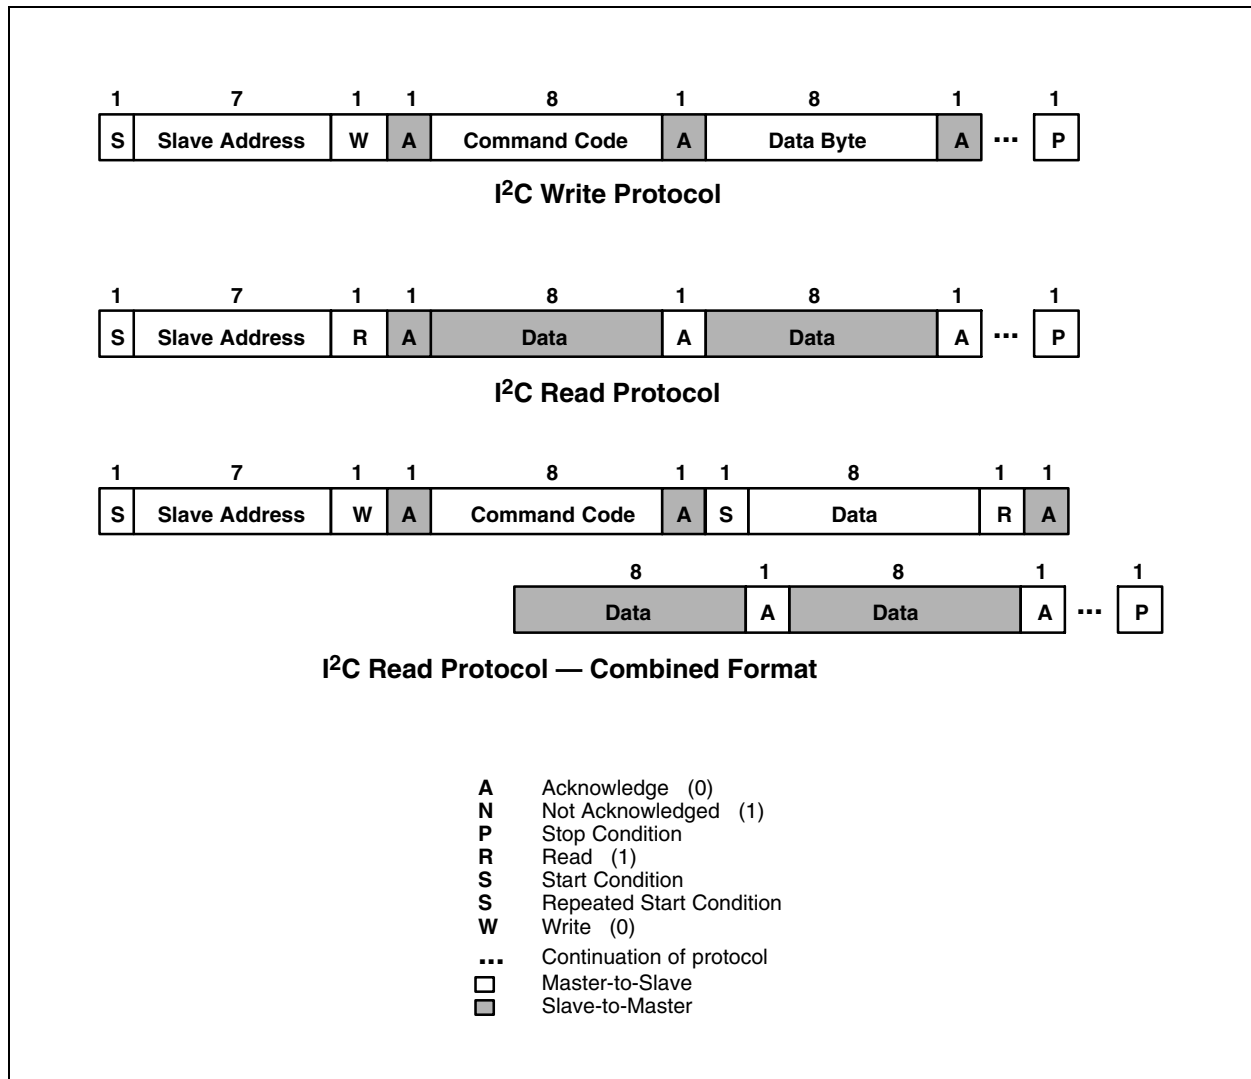 1 7 1 1 8 1 8 1 1
S Slave Address W A Command Code A Data Byte A ... P
I2C Write Protocol
1 7 1 1 8 1 8 1 1
S Slave Address R A Data A Data A ... P
I2C Read Protocol
1 7 1 1 8 1 1 8 1 1
S Slave Address W A Command Code A S Data R A
8 1 8 1 1
Data A Data A ... P
I2C Read Protocol — Combined Format
A Acknowledge (0)
N Not Acknowledged (1)
P Stop Condition
R Read (1)
S Start Condition
S Repeated Start Condition
W Write (0)
... Continuation of protocol
Master-to-Slave
Slave-to-Master